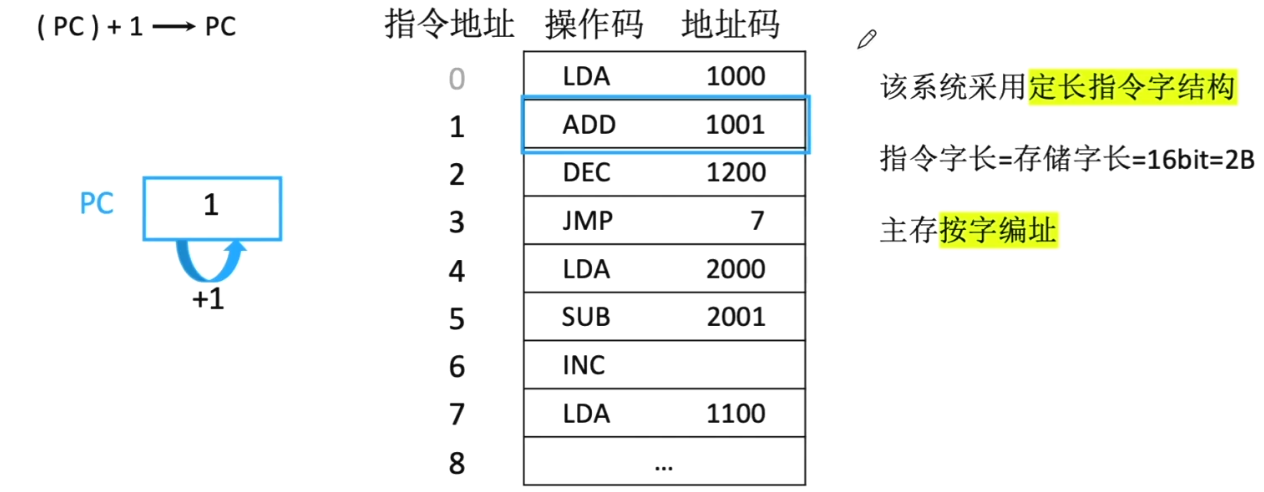 (PC)+1→PC
指令地址 操作码 地址码
0 LDA 1000
1 ADD 1001
2 DEC 1200
3 JMP 7
4 LDA 2000
5 SUB 2001
6 INC
7 LDA 1100
8 ...
PC 1
+1
该系统采用定长指令字结构
指令字长=存储字长=16bit=2B
主存按字编址